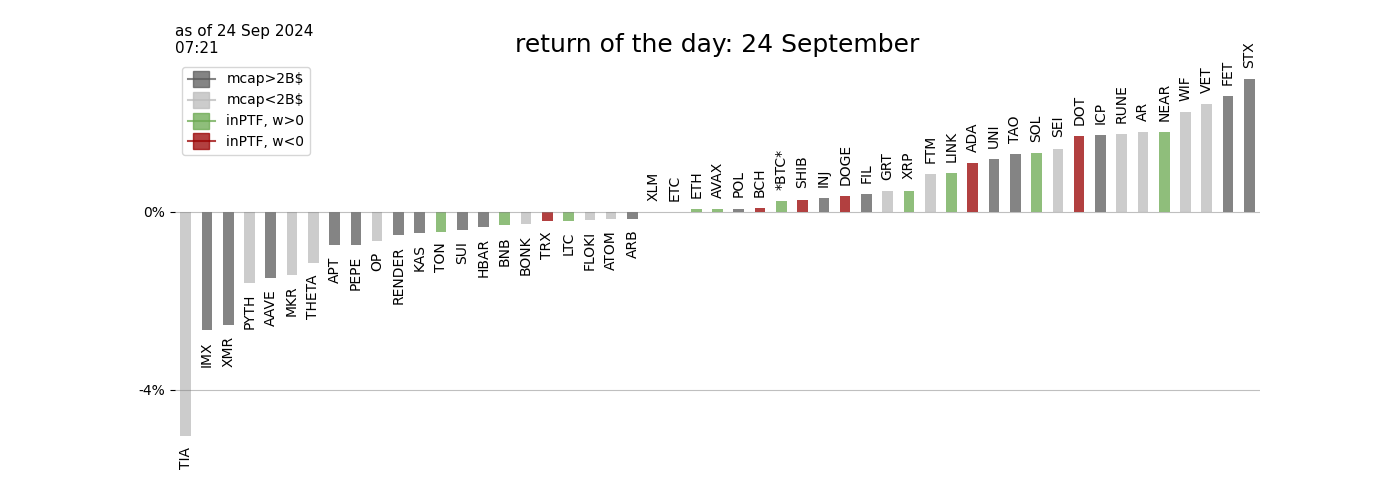 as of 24 Sep 2024
07:21
return of the day: 24 September
mcap>2B$
mcap<2B$
inPTF, w>0
inPTF, w<0
0%
-4%
TIA
IMX
XMR
PYTH
AAVE
MKR
THETA
APT
PEPE
OP
RENDER
KAS
TON
SUI
HBAR
BNB
BONK
TRX
LTC
FLOKI
ATOM
ARB
XLM
ETC
ETH
AVAX
POL
BCH
*BTC*
SHIB
INJ
DOGE
FIL
GRT
XRP
FTM
LINK
ADA
UNI
TAO
SOL
SEI
DOT
ICP
RUNE
AR
NEAR
WIF
VET
FET
STX